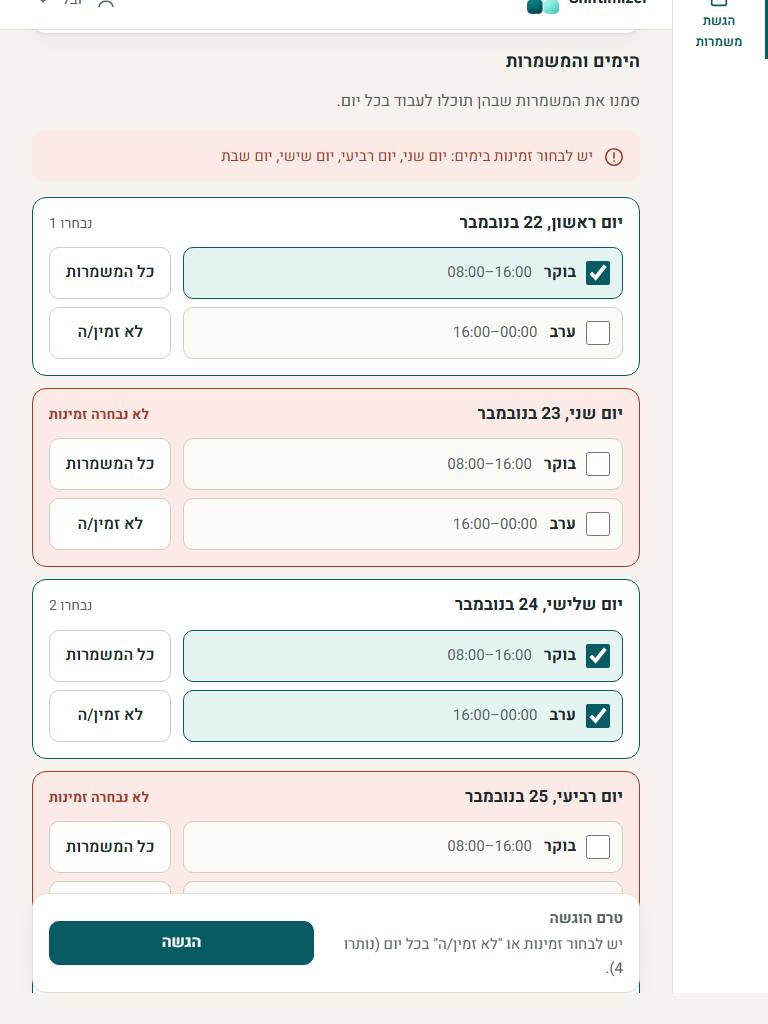 הגשת
משמרות
הימים והמשמרות
סמנו את המשמרות שבהן תוכלו לעבוד בכל יום.
יש לבחור זמינות בימים: יום שני, יום רביעי, יום שישי, יום שבת
יום ראשון, 22 בנובמבר
נבחרו 1
בוקר 08:00–16:00
כל המשמרות
ערב 16:00–00:00
לא זמין/ה
יום שני, 23 בנובמבר
לא נבחרה זמינות
בוקר 08:00–16:00
כל המשמרות
ערב 16:00–00:00
לא זמין/ה
יום שלישי, 24 בנובמבר
נבחרו 2
בוקר 08:00–16:00
כל המשמרות
ערב 16:00–00:00
לא זמין/ה
יום רביעי, 25 בנובמבר
לא נבחרה זמינות
בוקר 08:00–16:00
כל המשמרות
טרם הוגשה
יש לבחור זמינות או "לא זמין/ה" בכל יום (נותרו
4).
הגשה